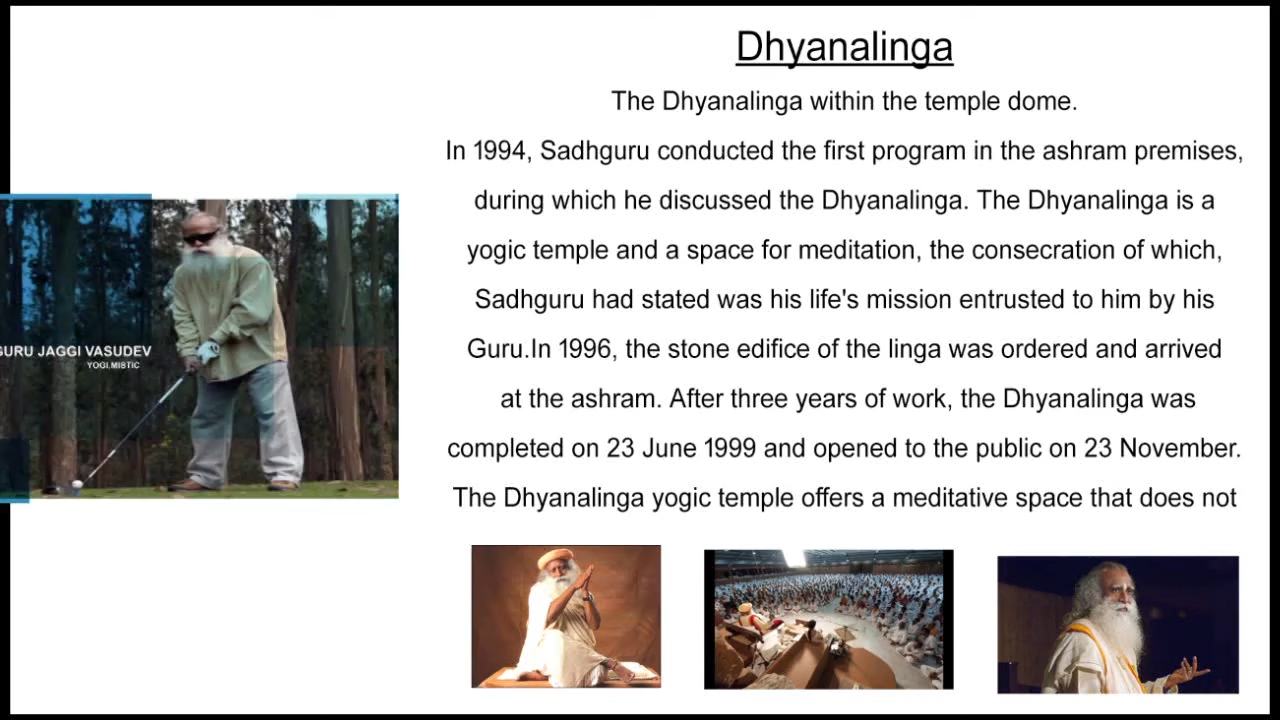 Dhyanalinga
The Dhyanalinga within the temple dome.
In 1994, Sadhguru conducted the first program in the ashram premises,
during which he discussed the Dhyanalinga. The Dhyanalinga is a
yogic temple and a space for meditation, the consecration of which,
Sadhguru had stated was his life's mission entrusted to him by his
Guru.In 1996, the stone edifice of the linga was ordered and arrived
at the ashram. After three years of work, the Dhyanalinga was
completed on 23 June 1999 and opened to the public on 23 November.
The Dhyanalinga yogic temple offers a meditative space that does not
GURU JAGGI VASUDEV
YOGI.MISTIC